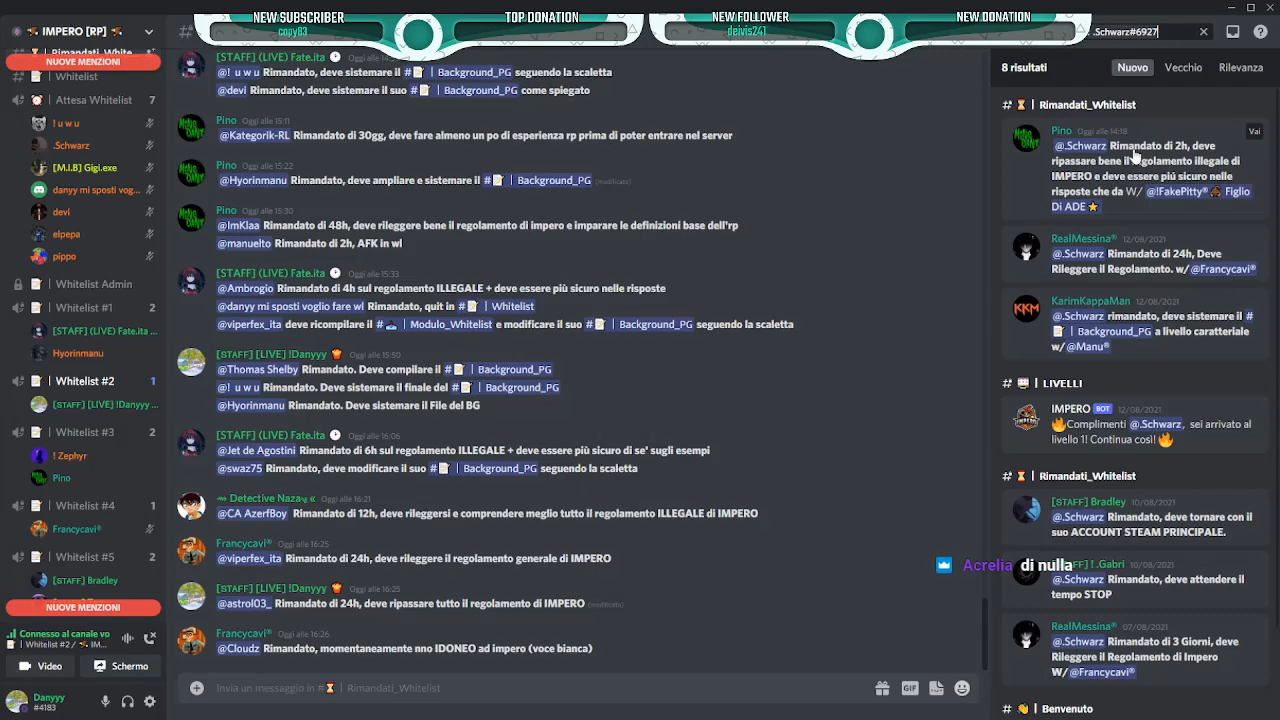 NEW SUBSCRIBER
copy83
TOP DONATION
NEW FOLLOWER
deivis241
NEW DONATION
IMPERO [RP]
.Schwarz#6927
NUOVE MENZIONI
Whitelist
Attesa Whitelist 7
! u w u
.Schwarz
[M.I.B] Gigi.exe
danyy mi sposti vog...
devi
elpepa
pippo
Whitelist Admin
Whitelist #1 2
[STAFF] (LIVE) Fate.ita ...
Hyorinmanu
Whitelist #2 1
[STAFF] [LIVE] !Danyyy ...
Whitelist #3 2
! Zephyr
Pino
Whitelist #4 1
Francycavi®
Whitelist #5 2
[STAFF] Bradley
NUOVE MENZIONI
Connesso al canale vo
Whitelist #2 / IM...
Video Schermo
Danyyy
#4183
[STAFF] (LIVE) Fate.ita
@! u w u Rimandato, deve sistemare il #📝 | Background_PG seguendo la scaletta
@devi Rimandato, deve sistemare il suo #📝 | Background_PG come spiegato
Pino Oggi alle 15:11
@Kategorik-RL Rimandato di 30gg, deve fare almeno un po di esperienza rp prima di poter entrare nel server
Pino Oggi alle 15:22
@Hyorinmanu Rimandato, deve ampliare e sistemare il #📝 | Background_PG (modificato)
Pino Oggi alle 15:30
@ImKlaa Rimandato di 48h, deve rileggere bene il regolamento di impero e imparare le definizioni base dell'rp
@manuelto Rimandato di 2h, AFK in wl
[STAFF] (LIVE) Fate.ita Oggi alle 15:33
@Ambrogio Rimandato di 4h sul regolamento ILLEGALE + deve essere più sicuro nelle risposte
@danyy mi sposti voglio fare wl Rimandato, quit in #📝 | Whitelist
@viperfex_ita deve ricompilare il # | Modulo_Whitelist e modificare il suo #📝 | Background_PG seguendo la scaletta
[STAFF] [LIVE] !Danyyy Oggi alle 15:50
@Thomas Shelby Rimandato. Deve compilare il #📝 | Background_PG
@! u w u Rimandato. Deve sistemare il finale del #📝 | Background_PG
@Hyorinmanu Rimandato. Deve sistemare il File del BG
[STAFF] (LIVE) Fate.ita Oggi alle 16:06
@Jet de Agostini Rimandato di 6h sul regolamento ILLEGALE + deve essere più sicuro di se' sugli esempi
@swaz75 Rimandato, deve modificare il suo #📝 | Background_PG seguendo la scaletta
Detective Naza Oggi alle 16:21
@CA AzerfBoy Rimandato di 12h, deve rileggersi e comprendere meglio tutto il regolamento ILLEGALE di IMPERO
Francycavi® Oggi alle 16:25
@viperfex_ita Rimandato di 24h, deve rileggere il regolamento generale di IMPERO
[STAFF] [LIVE] !Danyyy Oggi alle 16:25
@astrol03_ Rimandato di 24h, deve ripassare tutto il regolamento di IMPERO (modificato)
Francycavi® Oggi alle 16:26
@Cloudz Rimandato, momentaneamente nno IDONEO ad impero (voce bianca)
Invia un messaggio in #⏳ | Rimandati_Whitelist
GIF
Acrelia di nulla
8 risultati Nuovo Vecchio Rilevanza
# ⏳ | Rimandati_Whitelist
Pino Oggi alle 14:18 Vai
@.Schwarz Rimandato di 2h, deve
ripassare bene il regolamento illegale di
IMPERO e deve essere più sicuro nelle
risposte che da W/ @!FakePitty® Figlio
Di ADE ⭐
RealMessina® 12/08/2021
@.Schwarz Rimandato di 24h, Deve
Rileggere il Regolamento. w/@Francycavi®
KarimKappaMan 12/08/2021
@.Schwarz rimandato, deve sistemare il #
📝 | Background_PG a livello caratteriale
w/@Manu®
# | LIVELLI
IMPERO BOT 12/08/2021
🔥Complimenti @.Schwarz, sei arrivato al
livello 1! Continua così!🔥
# ⏳ | Rimandati_Whitelist
[STAFF] Bradley 10/08/2021
@.Schwarz Rimandato, deve tornare con il
suo ACCOUNT STEAM PRINCIPALE.
! .Gabri 10/08/2021
@.Schwarz Rimandato, deve attendere il
tempo STOP
RealMessina® 07/08/2021
@.Schwarz Rimandato di 3 Giorni, deve
Rileggere il Regolamento di Impero
W/@Francycavi®
# 👋 | Benvenuto